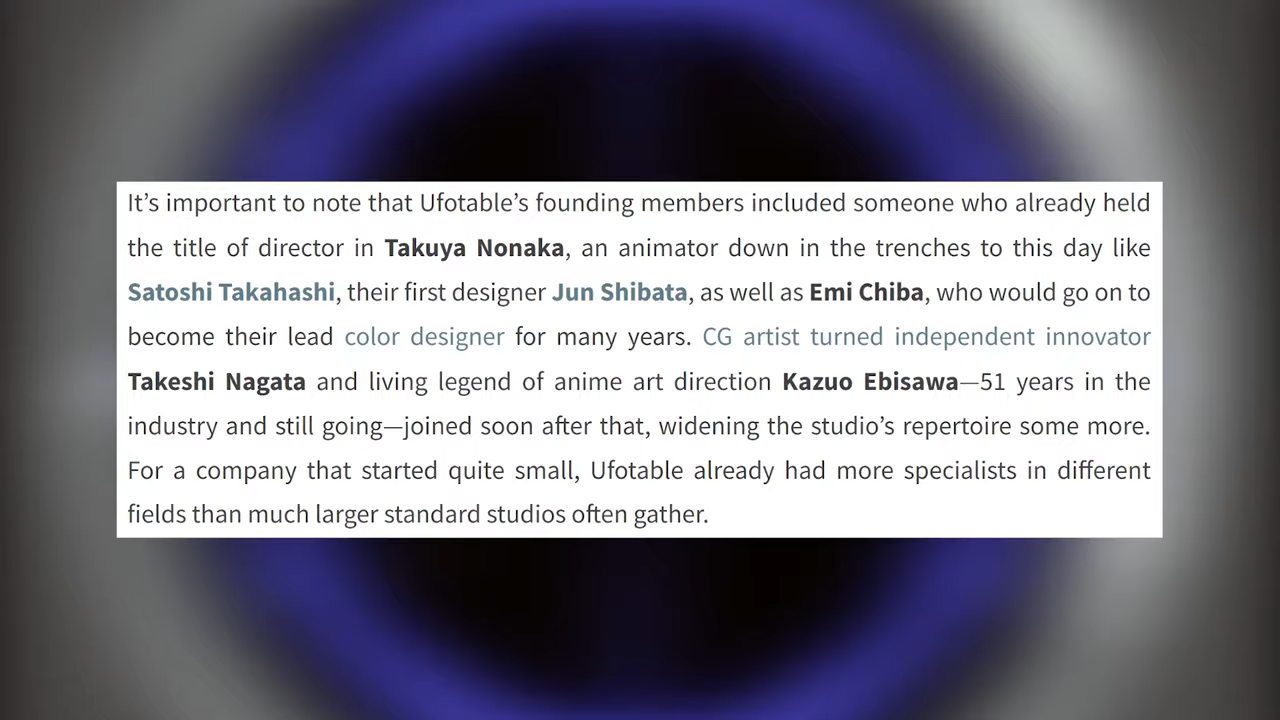 It’s important to note that Ufotable’s founding members included someone who already held
the title of director in Takuya Nonaka, an animator down in the trenches to this day like
Satoshi Takahashi, their first designer Jun Shibata, as well as Emi Chiba, who would go on to
become their lead color designer for many years. CG artist turned independent innovator
Takeshi Nagata and living legend of anime art direction Kazuo Ebisawa—51 years in the
industry and still going—joined soon after that, widening the studio’s repertoire some more.
For a company that started quite small, Ufotable already had more specialists in different
fields than much larger standard studios often gather.